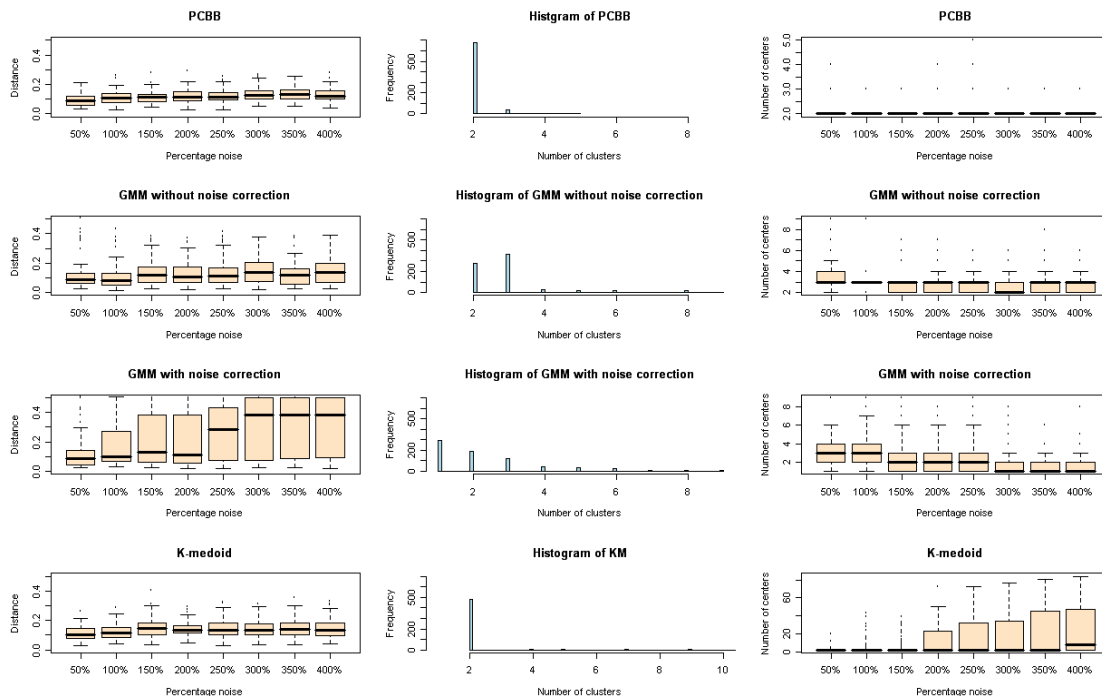 PCBB
Distance
0.0 0.2 0.4
50% 100% 150% 200% 250% 300% 350% 400%
Percentage noise
Histgram of PCBB
Frequency
0 200 500
2 4 6 8
Number of clusters
PCBB
Number of centers
2.0 3.0 4.0 5.0
50% 100% 150% 200% 250% 300% 350% 400%
Percentage noise
GMM without noise correction
Distance
0.0 0.2 0.4
50% 100% 150% 200% 250% 300% 350% 400%
Percentage noise
Histogram of GMM without noise correction
Frequency
0 200 500
2 4 6 8
Number of clusters
GMM without noise correction
Number of centers
2 4 6 8
50% 100% 150% 200% 250% 300% 350% 400%
Percentage noise
GMM with noise correction
Distance
0.0 0.2 0.4
50% 100% 150% 200% 250% 300% 350% 400%
Percentage noise
Histogram of GMM with noise correction
Frequency
0 200 500
2 4 6 8 10
Number of clusters
GMM with noise correction
Number of centers
2 4 6 8
50% 100% 150% 200% 250% 300% 350% 400%
Percentage noise
K-medoid
Distance
0.0 0.2 0.4
50% 100% 150% 200% 250% 300% 350% 400%
Percentage noise
Histogram of KM
Frequency
0 200 500
2 4 6 8 10
Number of clusters
K-medoid
Number of centers
0 20 60
50% 100% 150% 200% 250% 300% 350% 400%
Percentage noise